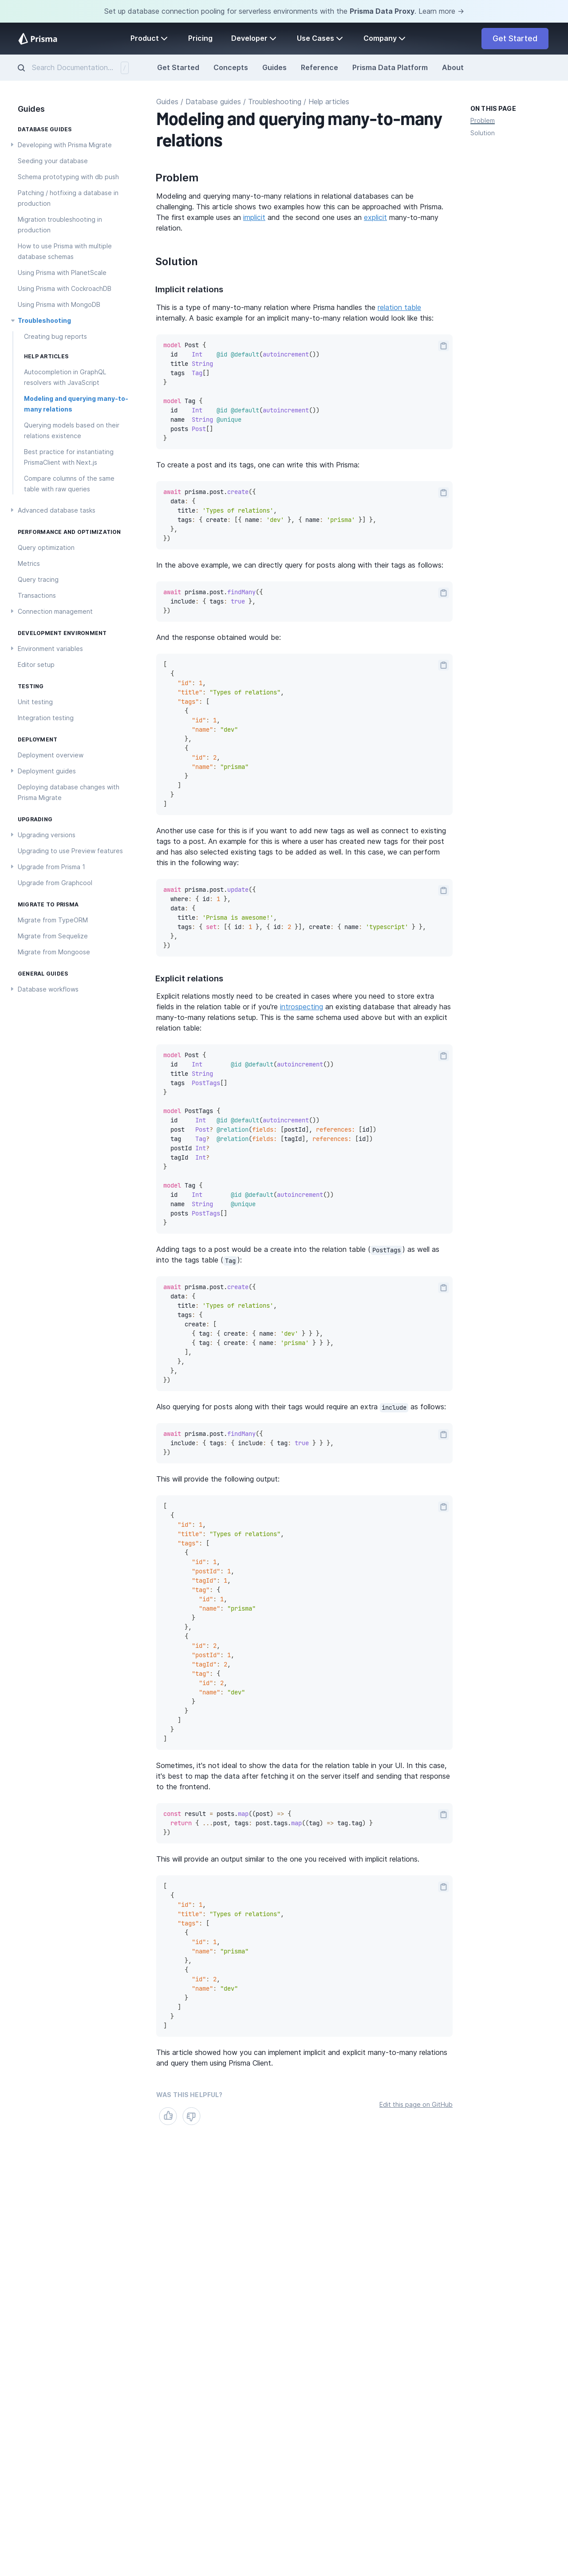 Set up database connection pooling for serverless environments with the Prisma Data Proxy. Learn more →
Prisma
Product
Pricing
Developer
Use Cases
Company
Get Started
Search Documentation... /
Get Started
Concepts
Guides
Reference
Prisma Data Platform
About
Guides
DATABASE GUIDES
Developing with Prisma Migrate
Seeding your database
Schema prototyping with db push
Patching / hotfixing a database in
production
Migration troubleshooting in
production
How to use Prisma with multiple
database schemas
Using Prisma with PlanetScale
Using Prisma with CockroachDB
Using Prisma with MongoDB
Troubleshooting
Creating bug reports
HELP ARTICLES
Autocompletion in GraphQL
resolvers with JavaScript
Modeling and querying many-to-
many relations
Querying models based on their
relations existence
Best practice for instantiating
PrismaClient with Next.js
Compare columns of the same
table with raw queries
Advanced database tasks
PERFORMANCE AND OPTIMIZATION
Query optimization
Metrics
Query tracing
Transactions
Connection management
DEVELOPMENT ENVIRONMENT
Environment variables
Editor setup
TESTING
Unit testing
Integration testing
DEPLOYMENT
Deployment overview
Deployment guides
Deploying database changes with
Prisma Migrate
UPGRADING
Upgrading versions
Upgrading to use Preview features
Upgrade from Prisma 1
Upgrade from Graphcool
MIGRATE TO PRISMA
Migrate from TypeORM
Migrate from Sequelize
Migrate from Mongoose
GENERAL GUIDES
Database workflows
Guides / Database guides / Troubleshooting / Help articles
Modeling and querying many-to-many
relations
Problem
Modeling and querying many-to-many relations in relational databases can be
challenging. This article shows two examples how this can be approached with Prisma.
The first example uses an implicit and the second one uses an explicit many-to-many
relation.
Solution
Implicit relations
This is a type of many-to-many relation where Prisma handles the relation table
internally. A basic example for an implicit many-to-many relation would look like this:
model Post {
  id    Int    @id @default(autoincrement())
  title String
  tags  Tag[]
}
model Tag {
  id    Int    @id @default(autoincrement())
  name  String @unique
  posts Post[]
}
To create a post and its tags, one can write this with Prisma:
await prisma.post.create({
  data: {
    title: 'Types of relations',
    tags: { create: [{ name: 'dev' }, { name: 'prisma' }] },
  },
})
In the above example, we can directly query for posts along with their tags as follows:
await prisma.post.findMany({
  include: { tags: true },
})
And the response obtained would be:
[
  {
    "id": 1,
    "title": "Types of relations",
    "tags": [
      {
        "id": 1,
        "name": "dev"
      },
      {
        "id": 2,
        "name": "prisma"
      }
    ]
  }
]
Another use case for this is if you want to add new tags as well as connect to existing
tags to a post. An example for this is where a user has created new tags for their post
and has also selected existing tags to be added as well. In this case, we can perform
this in the following way:
await prisma.post.update({
  where: { id: 1 },
  data: {
    title: 'Prisma is awesome!',
    tags: { set: [{ id: 1 }, { id: 2 }], create: { name: 'typescript' } },
  },
})
Explicit relations
Explicit relations mostly need to be created in cases where you need to store extra
fields in the relation table or if you're introspecting an existing database that already has
many-to-many relations setup. This is the same schema used above but with an explicit
relation table:
model Post {
  id    Int        @id @default(autoincrement())
  title String
  tags  PostTags[]
}
model PostTags {
  id     Int   @id @default(autoincrement())
  post   Post? @relation(fields: [postId], references: [id])
  tag    Tag?  @relation(fields: [tagId], references: [id])
  postId Int?
  tagId  Int?
}
model Tag {
  id    Int        @id @default(autoincrement())
  name  String     @unique
  posts PostTags[]
}
Adding tags to a post would be a create into the relation table (PostTags) as well as
into the tags table (Tag):
await prisma.post.create({
  data: {
    title: 'Types of relations',
    tags: {
      create: [
        { tag: { create: { name: 'dev' } } },
        { tag: { create: { name: 'prisma' } } },
      ],
    },
  },
})
Also querying for posts along with their tags would require an extra include as follows:
await prisma.post.findMany({
  include: { tags: { include: { tag: true } } },
})
This will provide the following output:
[
  {
    "id": 1,
    "title": "Types of relations",
    "tags": [
      {
        "id": 1,
        "postId": 1,
        "tagId": 1,
        "tag": {
          "id": 1,
          "name": "prisma"
        }
      },
      {
        "id": 2,
        "postId": 1,
        "tagId": 2,
        "tag": {
          "id": 2,
          "name": "dev"
        }
      }
    ]
  }
]
Sometimes, it's not ideal to show the data for the relation table in your UI. In this case,
it's best to map the data after fetching it on the server itself and sending that response
to the frontend.
const result = posts.map((post) => {
  return { ...post, tags: post.tags.map((tag) => tag.tag) }
})
This will provide an output similar to the one you received with implicit relations.
[
  {
    "id": 1,
    "title": "Types of relations",
    "tags": [
      {
        "id": 1,
        "name": "prisma"
      },
      {
        "id": 2,
        "name": "dev"
      }
    ]
  }
]
This article showed how you can implement implicit and explicit many-to-many relations
and query them using Prisma Client.
WAS THIS HELPFUL?
Edit this page on GitHub
ON THIS PAGE
Problem
Solution